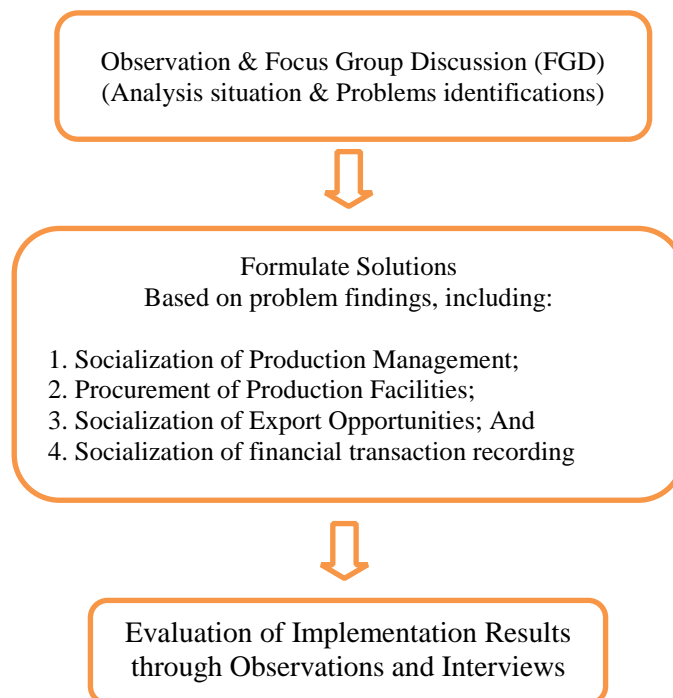 Observation & Focus Group Discussion (FGD)
(Analysis situation & Problems identifications)
Formulate Solutions
Based on problem findings, including:
1. Socialization of Production Management;
2. Procurement of Production Facilities;
3. Socialization of Export Opportunities; And
4. Socialization of financial transaction recording
Evaluation of Implementation Results
through Observations and Interviews